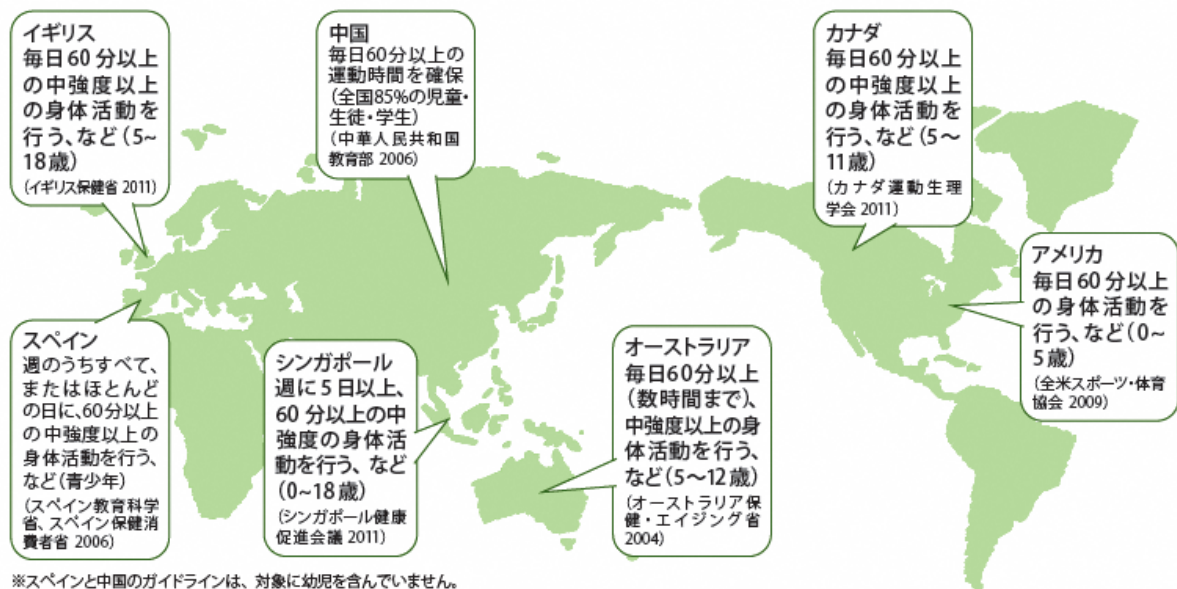 イギリス
毎日60分以上
の中強度以上
の身体活動を
行う、など（5~
18歳）
（イギリス保健省 2011）
中国
毎日60分以上の
運動時間を確保
（全国85%の児童・
生徒・学生）
（中華人民共和国
教育部 2006）
カナダ
毎日60分以上
の中強度以上
の身体活動を
行う、など（5～
11歳）
（カナダ運動生理
学会 2011）
アメリカ
毎日60分以上
の身体活動を
行う、など（0~
5歳）
（全米スポーツ・体育
協会 2009）
スペイン
週のうちすべて、
またはほとんど
の日に、60分以上
の中強度以上の
身体活動を行う、
など（青少年）
（スペイン教育科学
省、スペイン保健消
費者省 2006）
シンガポール
週に5日以上、
60分以上の中
強度の身体活
動を行う、など
（0~18歳）
（シンガポール健康
促進会議 2011）
オーストラリア
毎日60分以上
（数時間まで）、
中強度以上の身
体活動を行う、
など（5～12歳）
（オーストラリア保
健・エイジング省
2004）
※スペインと中国のガイドラインは、対象に幼児を含んでいません。